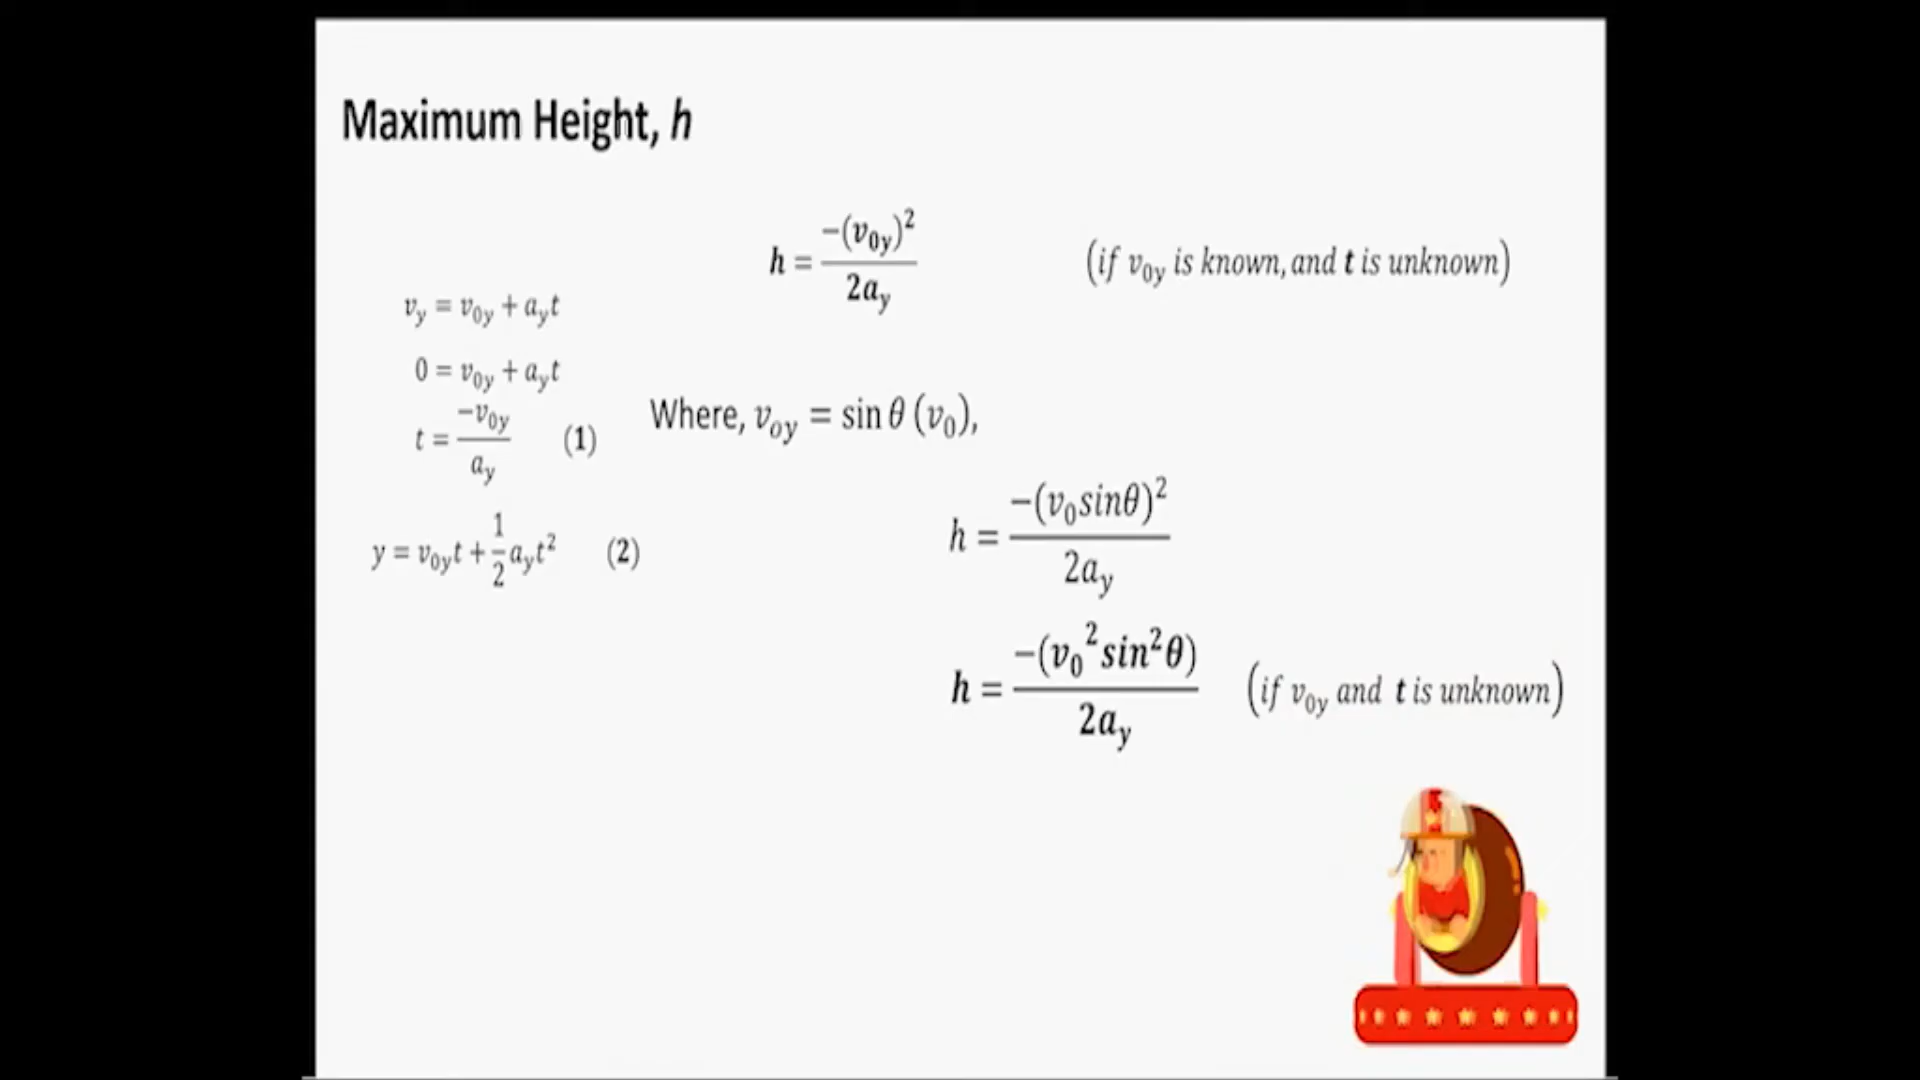 Maximum Height, h
h = −(v₀y)² / 2ay (if v₀y is known, and t is unknown)
vy = v₀y + ayt
0 = v₀y + ayt
t = −v₀y / ay (1)
Where, voy = sin θ (v₀),
y = v₀yt + 1/2 ayt² (2)
h = −(v₀sinθ)² / 2ay
h = −(v₀²sin²θ) / 2ay (if v₀y and t is unknown)